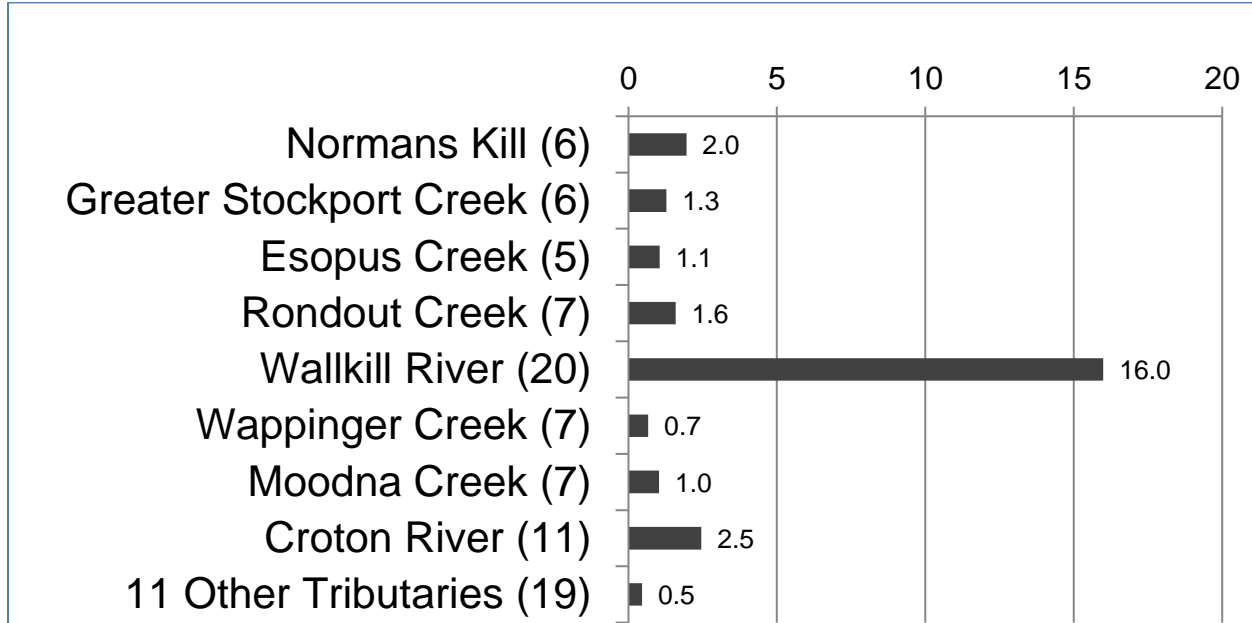 0 5 10 15 20
Normans Kill (6) 2.0
Greater Stockport Creek (6) 1.3
Esopus Creek (5) 1.1
Rondout Creek (7) 1.6
Wallkill River (20) 16.0
Wappinger Creek (7) 0.7
Moodna Creek (7) 1.0
Croton River (11) 2.5
11 Other Tributaries (19) 0.5